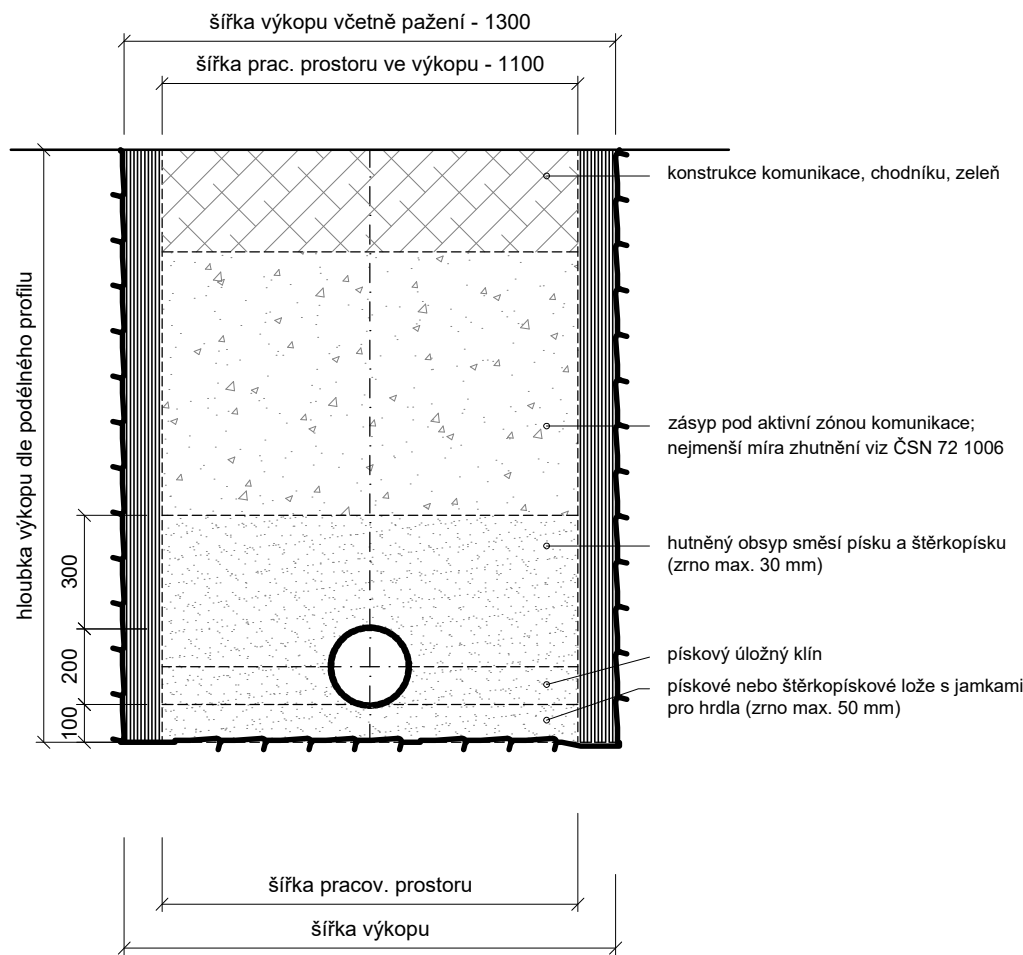 šířka výkopu včetně pažení - 1300
šířka prac. prostoru ve výkopu - 1100
konstrukce komunikace, chodníku, zeleň
hloubka výkopu dle podélného profilu
zásyp pod aktivní zónou komunikace;
nejmenší míra zhutnění viz ČSN 72 1006
300
hutněný obsyp směsí písku a štěrkopísku
(zrno max. 30 mm)
200
pískový úložný klín
100
pískové nebo štěrkopískové lože s jamkami
pro hrdla (zrno max. 50 mm)
šířka pracov. prostoru
šířka výkopu